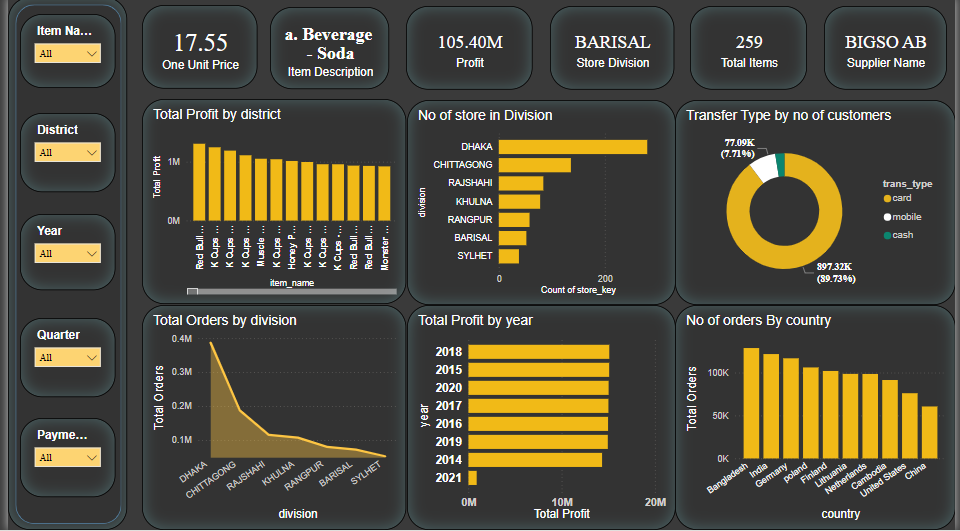 Item Na...
All
District
All
Year
All
Quarter
All
Payme...
All
17.55
One Unit Price
a. Beverage
- Soda
Item Description
105.40M
Profit
BARISAL
Store Division
259
Total Items
BIGSO AB
Supplier Name
Total Profit by district
Total Profit
1M
0M
Red Bull ...
K Cups ...
K Cups ...
K Cups ...
Muscle ...
K Cups ...
Honey P...
K Cups ...
K Cups ...
K Cups -...
Red Bull ...
Red Bull ...
Monster ...
item_name
No of store in Division
division
DHAKA
CHITTAGONG
RAJSHAHI
KHULNA
RANGPUR
BARISAL
SYLHET
0
200
Count of store_key
Transfer Type by no of customers
77.09K
(7.71%)
897.32K
(89.73%)
trans_type
card
mobile
cash
Total Orders by division
Total Orders
0.4M
0.3M
0.2M
0.1M
DHAKA
CHITTAGONG
RAJSHAHI
KHULNA
RANGPUR
BARISAL
SYLHET
division
Total Profit by year
year
2018
2015
2020
2017
2016
2019
2014
2021
0M
10M
20M
Total Profit
No of orders By country
Total Orders
100K
50K
0K
Bangladesh
India
Germany
poland
Finland
Lithuania
Netherlands
Cambodia
United States
China
country